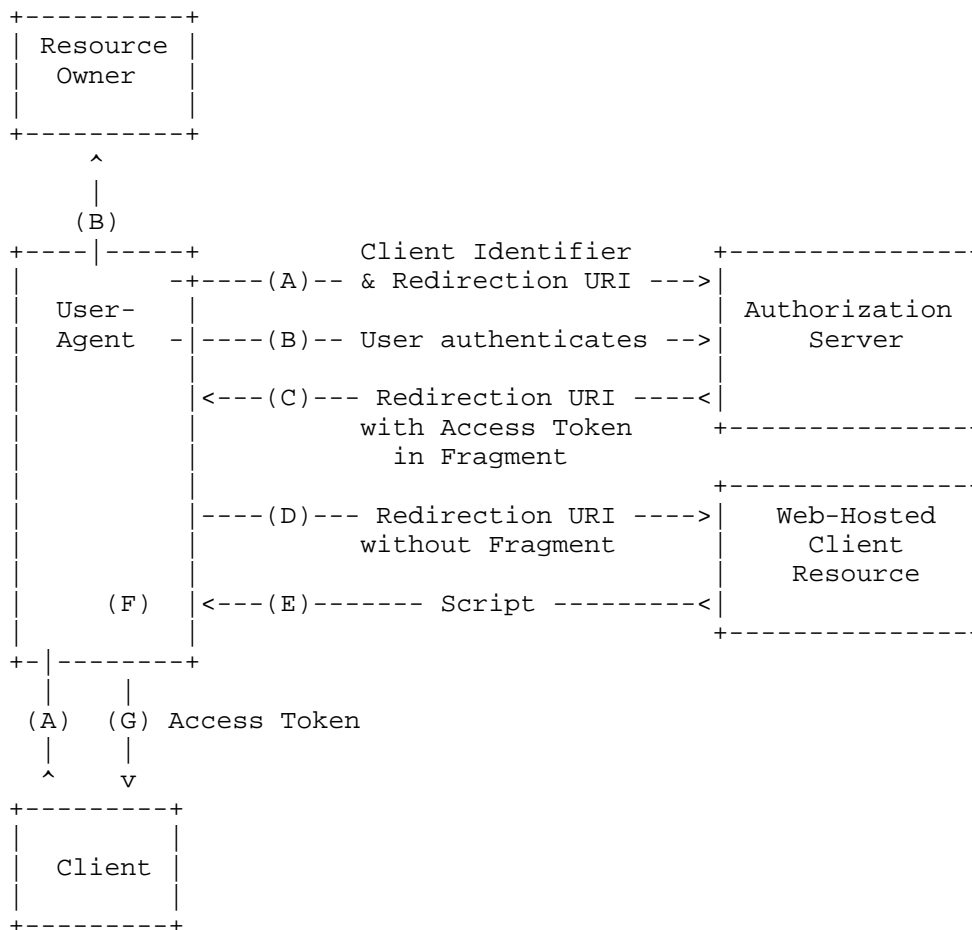 +----------+
| Resource |
|  Owner   |
|          |
+----------+
     ^
     |
    (B)
+----|-----+          Client Identifier     +---------------
|         -+----(A)-- & Redirection URI --->|
|  User-   |                                | Authorization
|  Agent  -|----(B)-- User authenticates -->|     Server
|          |                                |
|          |<---(C)--- Redirection URI ----<|
|          |          with Access Token     +---------------
|          |            in Fragment
|          |                                +---------------
|          |----(D)--- Redirection URI ---->|   Web-Hosted
|          |          without Fragment      |     Client
|          |                                |    Resource
|     (F)  |<---(E)------- Script ---------<|
|          |                                +---------------
+-|--------+
  |    |
 (A)  (G) Access Token
  |    |
  ^    v
+---------+
|         |
|  Client |
|         |
+---------+